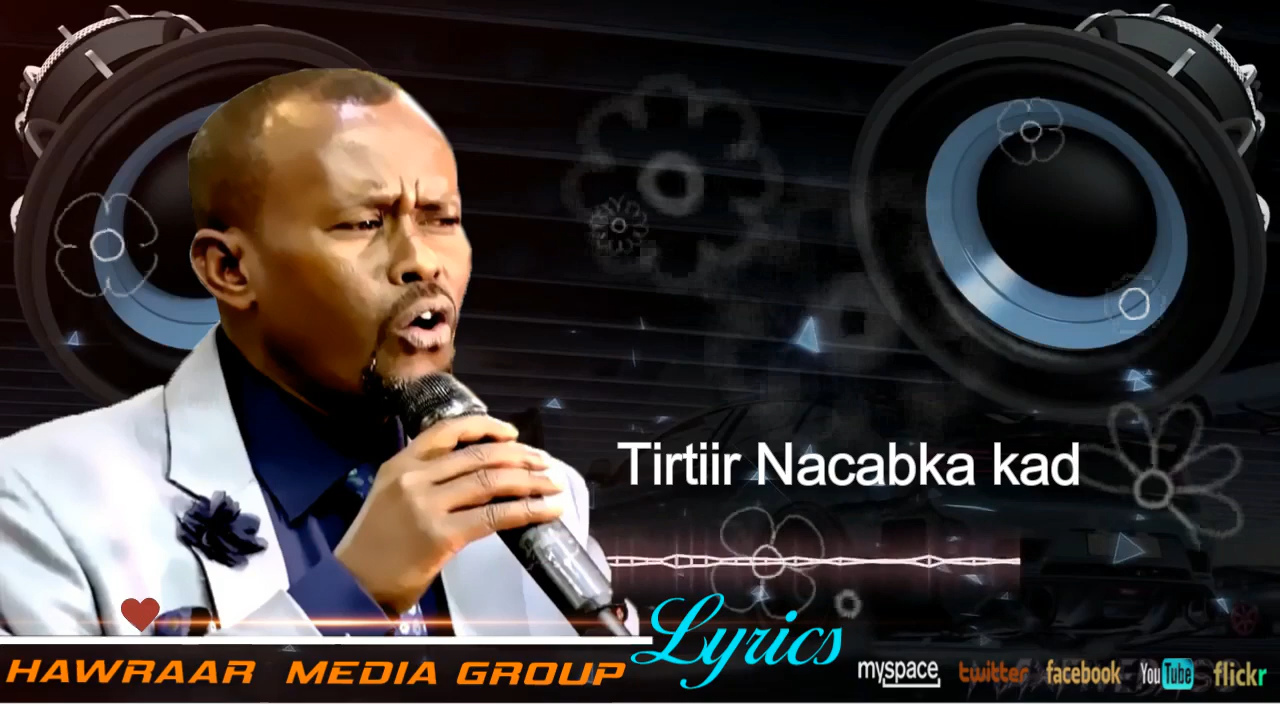 Tirtiir Nacabka kad
Lyrics
HAWRAAR MEDIA GROUP
myspace twitter facebook YouTube flickr